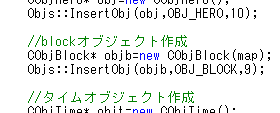 CObjHero* obj=new CObjHero();
Objs::InsertObj(obj,OBJ_HERO,10);
//blockオブジェクト作成
CObjBlock* objb=new CObjBlock(map);
Objs::InsertObj(objb,OBJ_BLOCK,9);
//タイムオブジェクト作成
CObjTime* objt=new CObjTime();